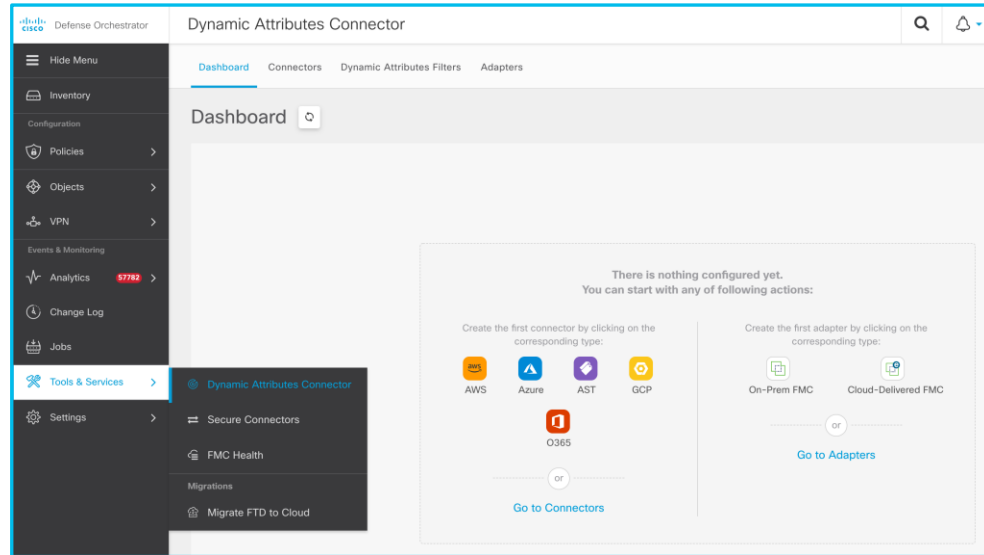 cisco Defense Orchestrator
Dynamic Attributes Connector
Hide Menu
Dashboard Connectors Dynamic Attributes Filters Adapters
Inventory
Dashboard
Configuration
Policies
Objects
VPN
Events & Monitoring
Analytics 57782
Change Log
Jobs
Tools & Services
Settings
Dynamic Attributes Connector
Secure Connectors
FMC Health
Migrations
Migrate FTD to Cloud
There is nothing configured yet.
You can start with any of following actions:
Create the first connector by clicking on the
corresponding type:
aws
AWS Azure AST GCP
O365
or
Go to Connectors
Create the first adapter by clicking on the
corresponding type:
On-Prem FMC Cloud-Delivered FMC
or
Go to Adapters